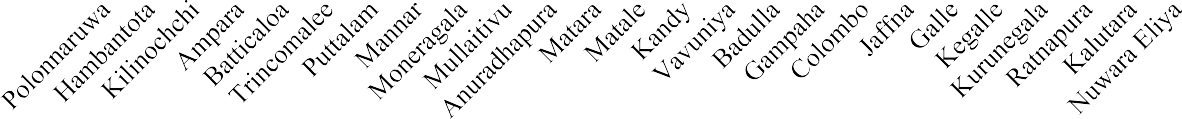 Polonnaruwa
Hambantota
Kilinochchi
Ampara
Batticaloa
Trincomalee
Puttalam
Mannar
Moneragala
Mullaitivu
Anuradhapura
Matara
Matale
Kandy
Vavuniya
Badulla
Gampaha
Colombo
Jaffna
Galle
Kegalle
Kurunegala
Ratnapura
Kalutara
Nuwara Eliya